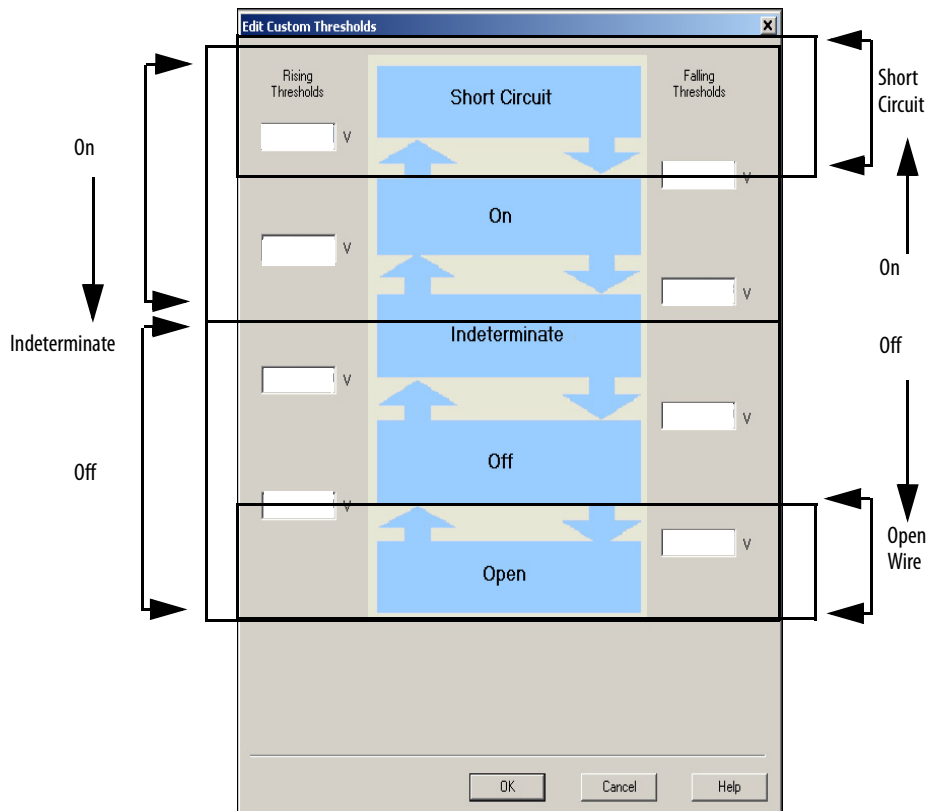 Edit Custom Thresholds
Rising
Thresholds
Short Circuit
Falling
Thresholds
Short
Circuit
V
On
V
On
V
On
V
Indeterminate
Indeterminate
Off
V
V
Off
Off
V
Open
V
Open
Wire
OK
Cancel
Help